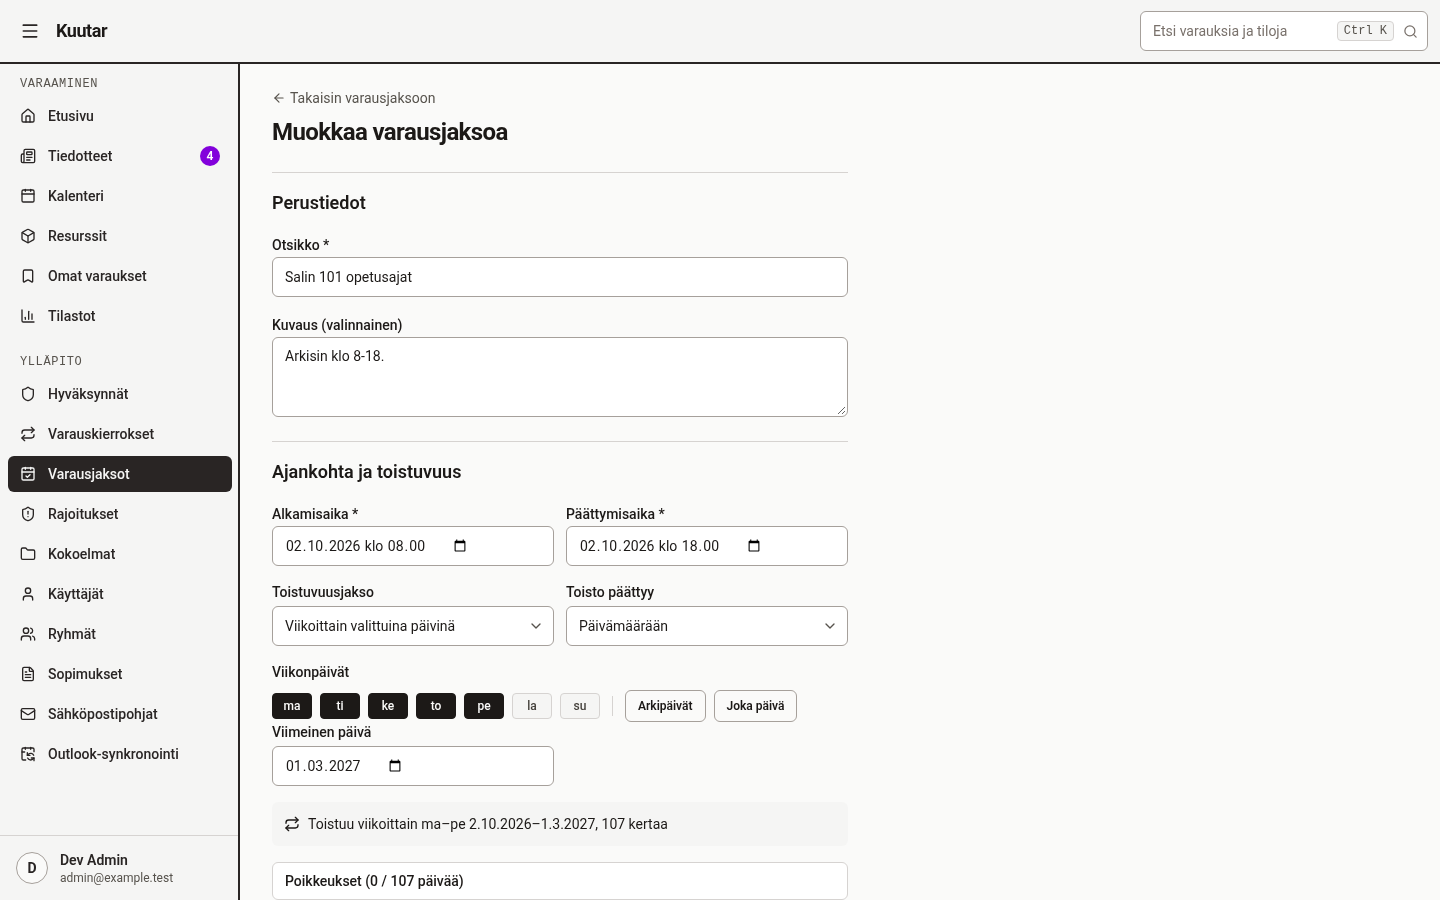 Kuutar
Etsi varauksia ja tiloja
Ctrl K
VARAAMINEN
Etusivu
Tiedotteet
4
Kalenteri
Resurssit
Omat varaukset
Tilastot
YLLÄPITO
Hyväksynnät
Varauskierrokset
Varausjaksot
Rajoitukset
Kokoelmat
Käyttäjät
Ryhmät
Sopimukset
Sähköpostipohjat
Outlook-synkronointi
D
Dev Admin
admin@example.test
Takaisin varausjaksoon
Muokkaa varausjaksoa
Perustiedot
Otsikko *
Salin 101 opetusajat
Kuvaus (valinnainen)
Arkisin klo 8-18.
Ajankohta ja toistuvuus
Alkamisaika *
Päättymisaika *
02.10.2026 klo 08.00
02.10.2026 klo 18.00
Toistuvuusjakso
Toisto päättyy
Viikoittain valittuina päivinä
Päivämäärään
Viikonpäivät
ma ti ke to pe la su Arkipäivät Joka päivä
Viimeinen päivä
01.03.2027
Toistuu viikoittain ma–pe 2.10.2026–1.3.2027, 107 kertaa
Poikkeukset (0 / 107 päivää)